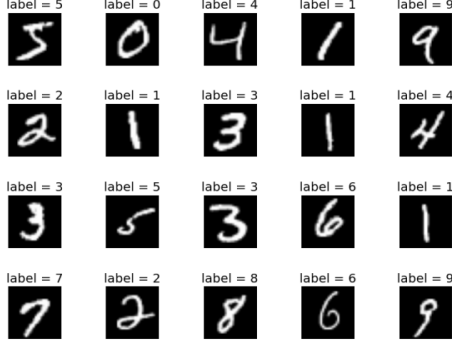 label = 5 label = 0 label = 4 label = 1 label = 9
5 0 4 1 9
label = 2 label = 1 label = 3 label = 1 label = 4
2 1 3 1 4
label = 3 label = 5 label = 3 label = 6 label = 1
3 5 3 6 1
label = 7 label = 2 label = 8 label = 6 label = 9
7 2 8 6 9